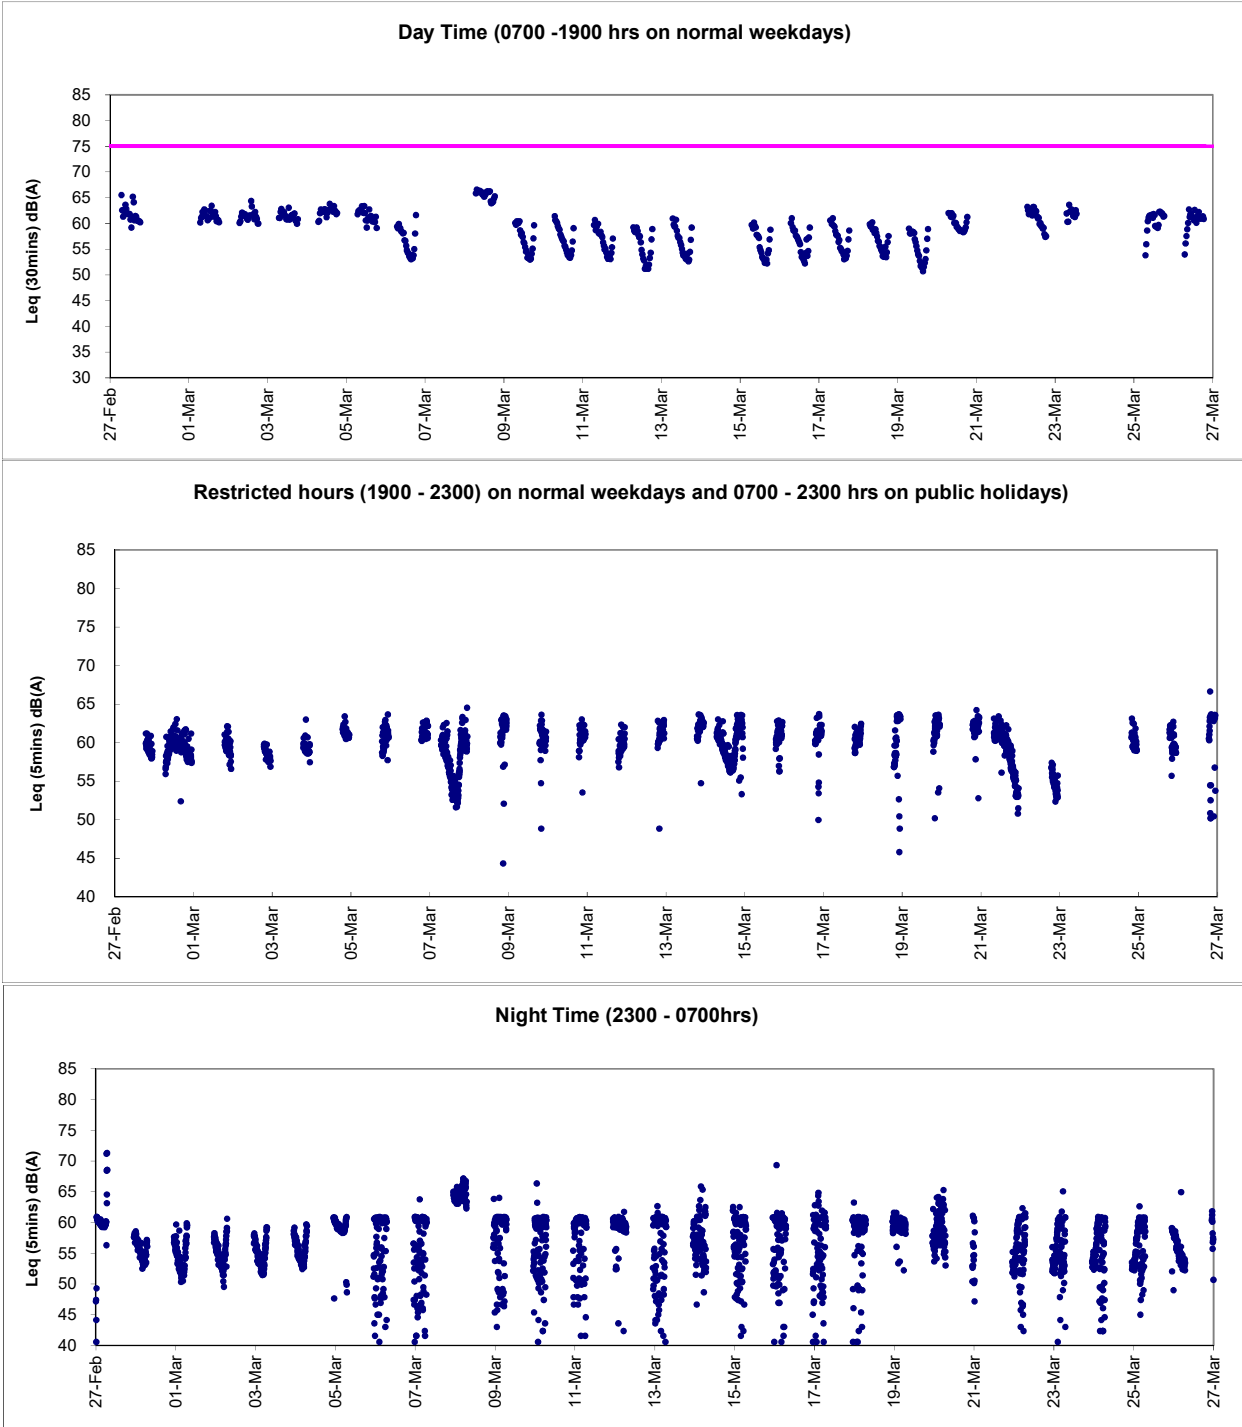 Day Time (0700 -1900 hrs on normal weekdays)
Leq (30mins) dB(A)
85
80
75
70
65
60
55
50
45
40
35
30
27-Feb
01-Mar
03-Mar
05-Mar
07-Mar
09-Mar
11-Mar
13-Mar
15-Mar
17-Mar
19-Mar
21-Mar
23-Mar
25-Mar
27-Mar
Restricted hours (1900 - 2300) on normal weekdays and 0700 - 2300 hrs on public holidays)
Leq (5mins) dB(A)
85
80
75
70
65
60
55
50
45
40
27-Feb
01-Mar
03-Mar
05-Mar
07-Mar
09-Mar
11-Mar
13-Mar
15-Mar
17-Mar
19-Mar
21-Mar
23-Mar
25-Mar
27-Mar
Night Time (2300 - 0700hrs)
Leq (5mins) dB(A)
85
80
75
70
65
60
55
50
45
40
27-Feb
01-Mar
03-Mar
05-Mar
07-Mar
09-Mar
11-Mar
13-Mar
15-Mar
17-Mar
19-Mar
21-Mar
23-Mar
25-Mar
27-Mar